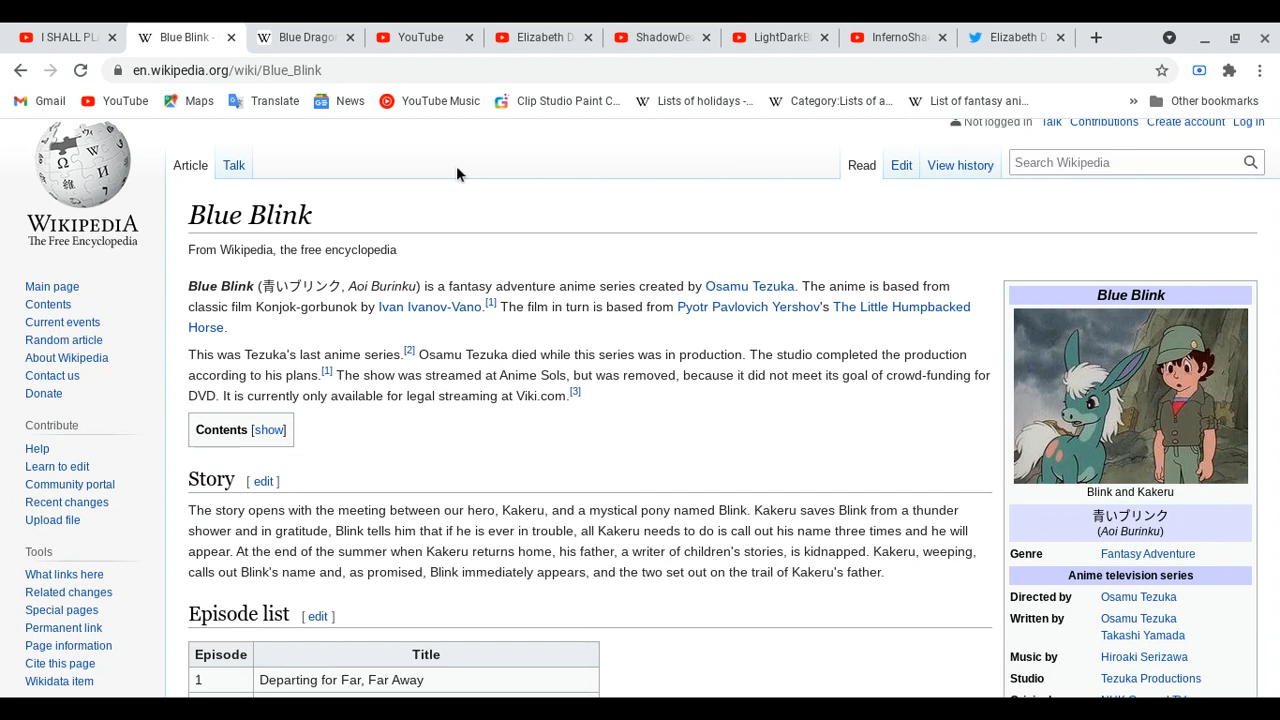 I SHALL PL
Blue Blink -
Blue Drago
YouTube
Elizabeth D
ShadowDea
LightDarkB
InfernoSha
Elizabeth D
en.wikipedia.org/wiki/Blue_Blink
Gmail YouTube Maps Translate News YouTube Music Clip Studio Paint C... Lists of holidays -... Category:Lists of a... List of fantasy ani... » Other bookmarks
Not logged in Talk Contributions Create account Log in
WIKIPEDIA
The Free Encyclopedia
Article Talk Read Edit View history Search Wikipedia
Main page
Contents
Current events
Random article
About Wikipedia
Contact us
Donate
Contribute
Help
Learn to edit
Community portal
Recent changes
Upload file
Tools
What links here
Related changes
Special pages
Permanent link
Page information
Cite this page
Wikidata item
Blue Blink
From Wikipedia, the free encyclopedia
Blue Blink (青いブリンク, Aoi Burinku) is a fantasy adventure anime series created by Osamu Tezuka. The anime is based from
classic film Konjok-gorbunok by Ivan Ivanov-Vano.[1] The film in turn is based from Pyotr Pavlovich Yershov's The Little Humpbacked
Horse.
This was Tezuka's last anime series.[2] Osamu Tezuka died while this series was in production. The studio completed the production
according to his plans.[1] The show was streamed at Anime Sols, but was removed, because it did not meet its goal of crowd-funding for
DVD. It is currently only available for legal streaming at Viki.com.[3]
Contents [show]
Story [ edit ]
The story opens with the meeting between our hero, Kakeru, and a mystical pony named Blink. Kakeru saves Blink from a thunder
shower and in gratitude, Blink tells him that if he is ever in trouble, all Kakeru needs to do is call out his name three times and he will
appear. At the end of the summer when Kakeru returns home, his father, a writer of children's stories, is kidnapped. Kakeru, weeping,
calls out Blink's name and, as promised, Blink immediately appears, and the two set out on the trail of Kakeru's father.
Episode list [ edit ]
Episode Title
1 Departing for Far, Far Away
Blue Blink
Blink and Kakeru
青いブリンク
(Aoi Burinku)
Genre Fantasy Adventure
Anime television series
Directed by Osamu Tezuka
Written by Osamu Tezuka
Takashi Yamada
Music by Hiroaki Serizawa
Studio Tezuka Productions